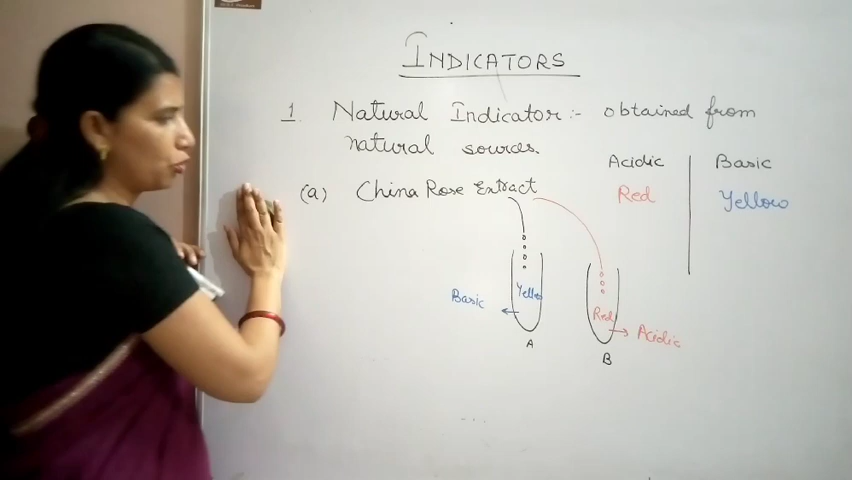 INDICATORS
1. Natural Indicator:- obtained from
natural sources.
Acidic Basic
(a) China Rose Extract Red Yellow
Yellow
Basic
Red
Acidic
A
B